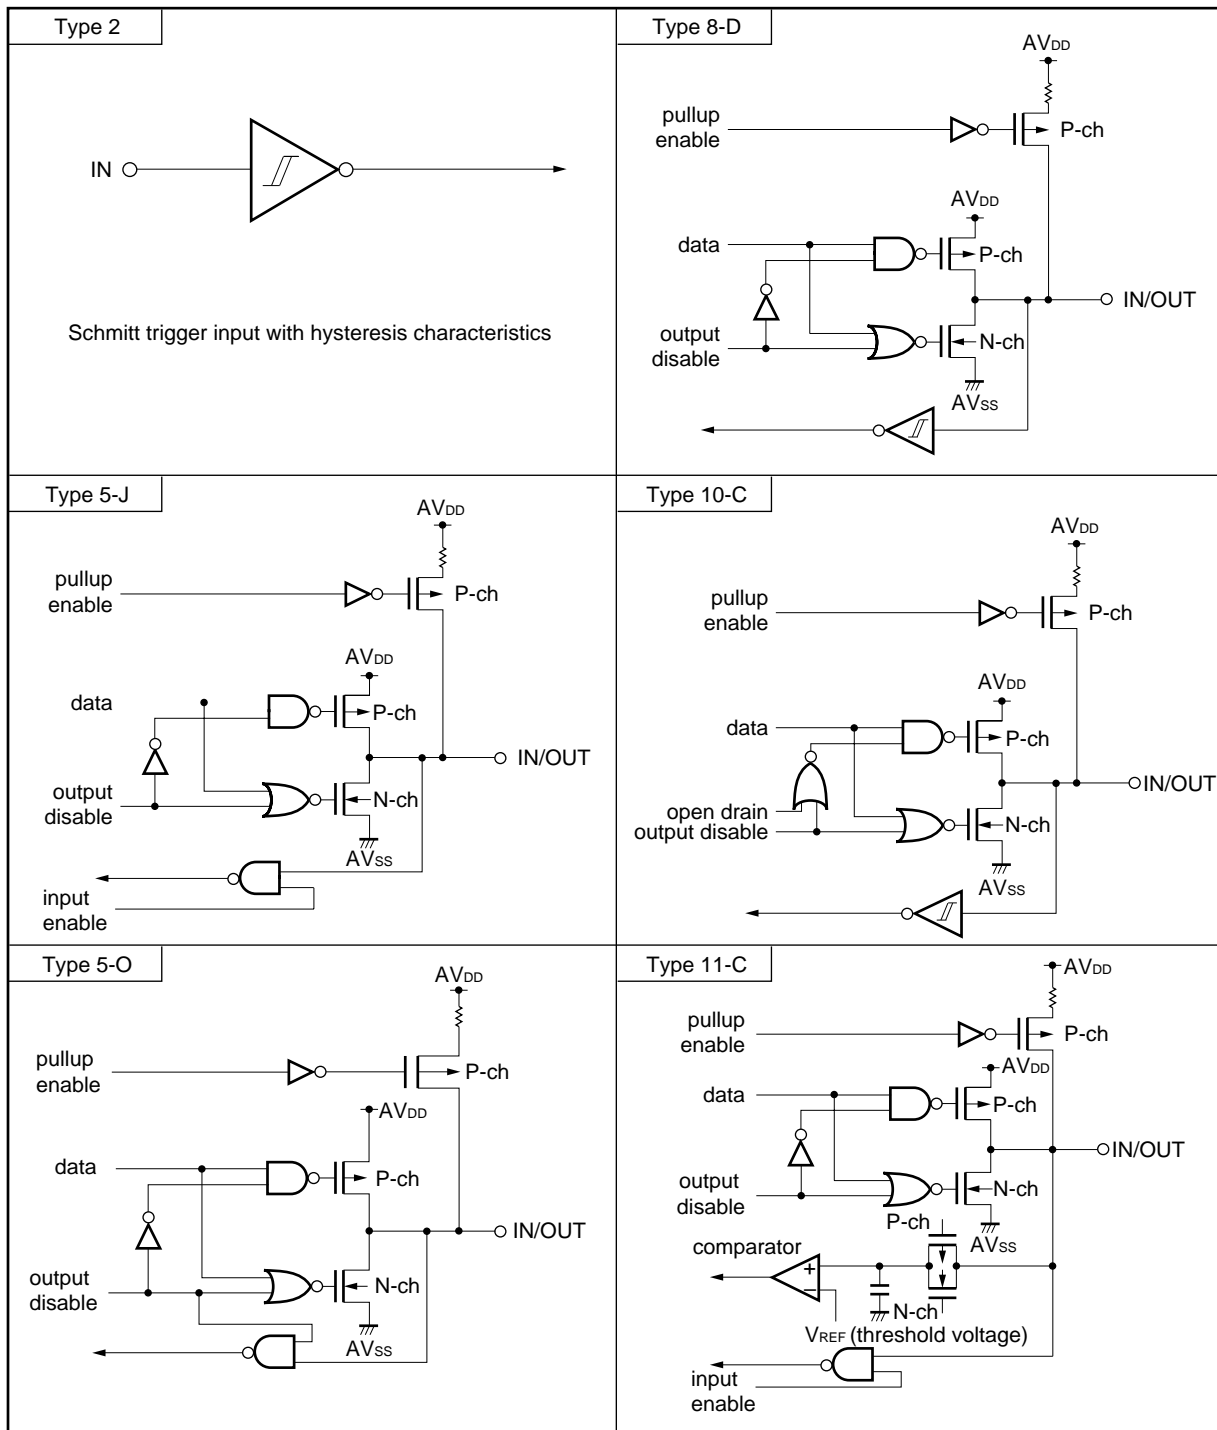 Type 2
IN
Schmitt trigger input with hysteresis characteristics
Type 8-D
AVDD
pullup
enable
P-ch
AVDD
data
P-ch
IN/OUT
output
disable
N-ch
AVSS
Type 5-J
AVDD
pullup
enable
P-ch
AVDD
data
P-ch
IN/OUT
output
disable
N-ch
AVSS
input
enable
Type 10-C
AVDD
pullup
enable
P-ch
AVDD
data
P-ch
IN/OUT
open drain
output disable
N-ch
AVSS
Type 5-O
AVDD
pullup
enable
P-ch
AVDD
data
P-ch
IN/OUT
output
disable
N-ch
AVSS
Type 11-C
AVDD
pullup
enable
P-ch
AVDD
data
P-ch
IN/OUT
output
disable
N-ch
P-ch
AVSS
comparator
+
−
N-ch
VREF (threshold voltage)
input
enable